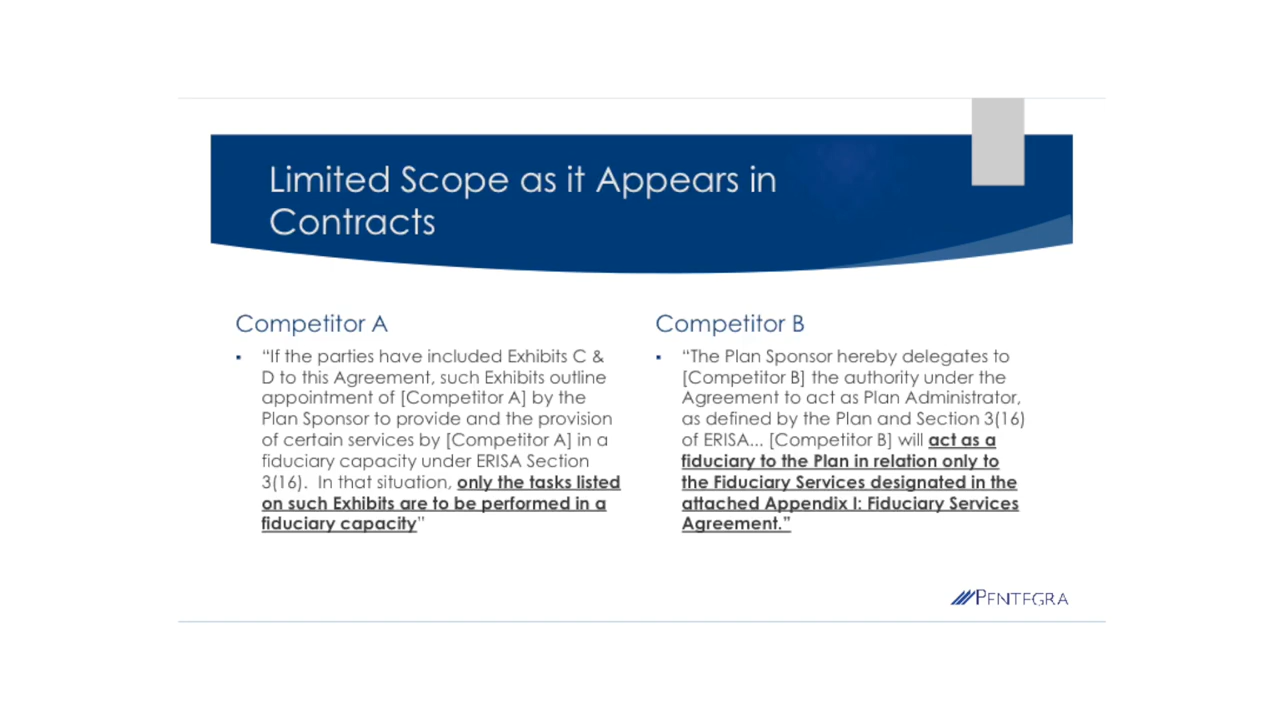 Limited Scope as it Appears in
Contracts
Competitor A
▪ “If the parties have included Exhibits C &
D to this Agreement, such Exhibits outline
appointment of [Competitor A] by the
Plan Sponsor to provide and the provision
of certain services by [Competitor A] in a
fiduciary capacity under ERISA Section
3(16).  In that situation, only the tasks listed
on such Exhibits are to be performed in a
fiduciary capacity”
Competitor B
▪ “The Plan Sponsor hereby delegates to
[Competitor B] the authority under the
Agreement to act as Plan Administrator,
as defined by the Plan and Section 3(16)
of ERISA... [Competitor B] will act as a
fiduciary to the Plan in relation only to
the Fiduciary Services designated in the
attached Appendix I: Fiduciary Services
Agreement.”
PENTEGRA